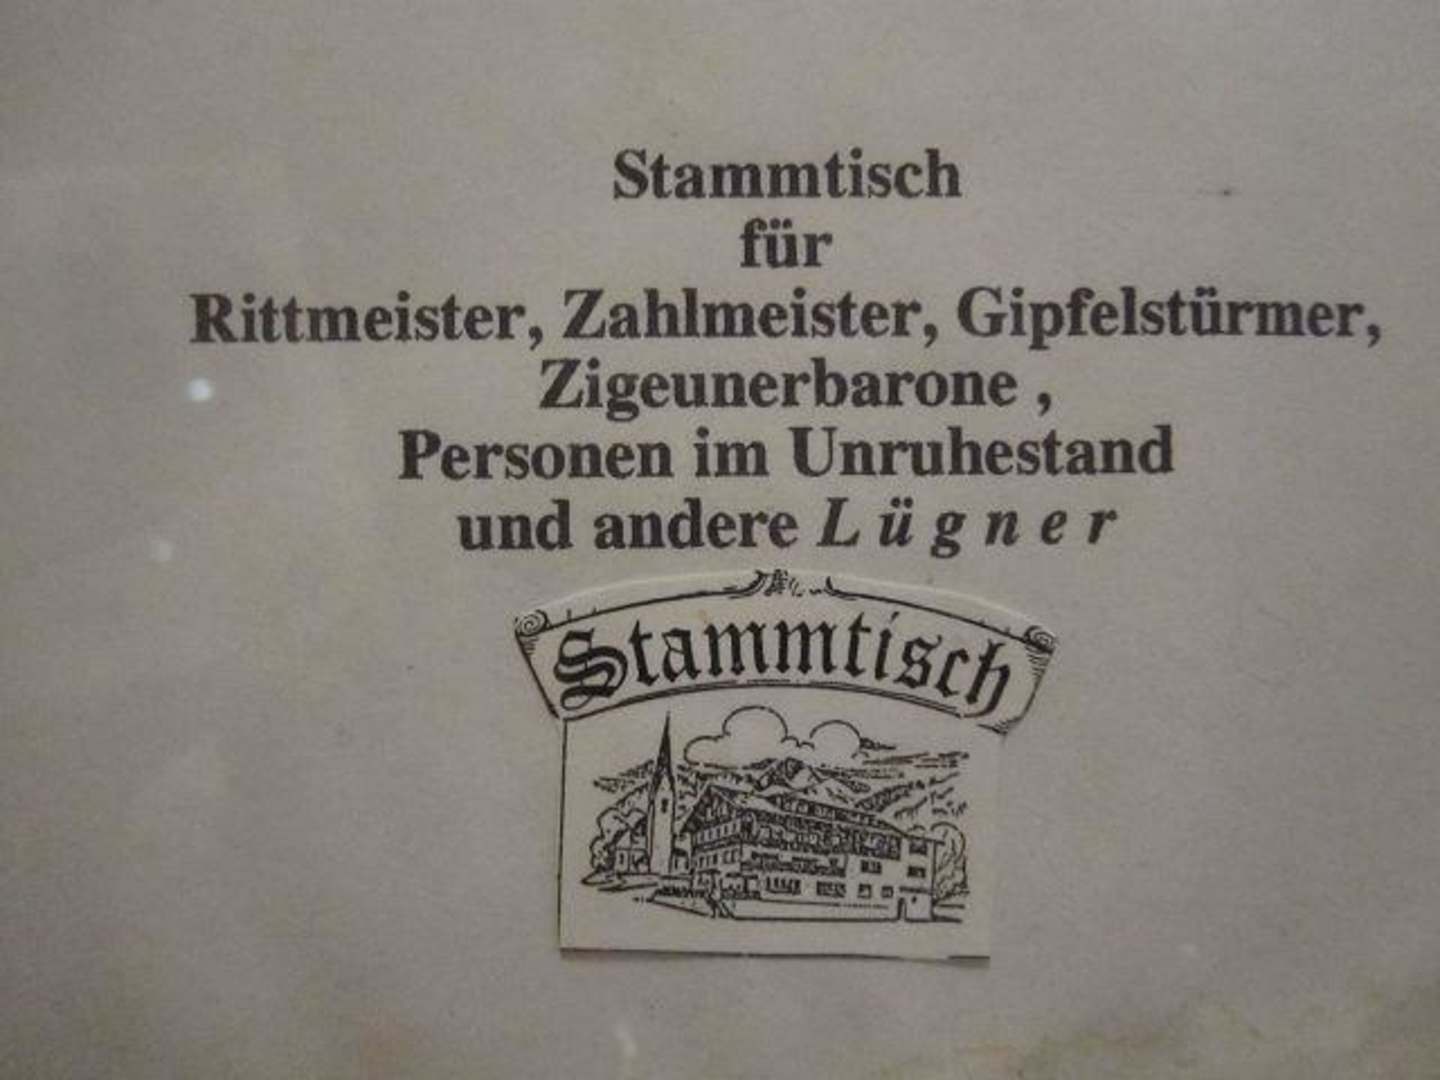 Stammtisch
für
Rittmeister, Zahlmeister, Gipfelstürmer,
Zigeunerbarone ,
Personen im Unruhestand
und andere L ü g n e r
Stammtisch